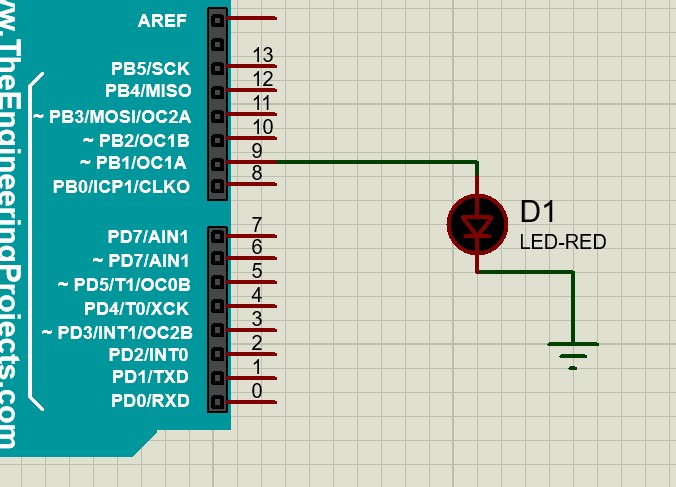 www.TheEngineeringProjects.com
AREF
13
PB5/SCK
12
PB4/MISO
11
~ PB3/MOSI/OC2A
10
~ PB2/OC1B
9
~ PB1/OC1A
8
PB0/ICP1/CLKO
D1
LED-RED
7
PD7/AIN1
6
~ PD7/AIN1
5
~ PD5/T1/OC0B
4
PD4/T0/XCK
3
~ PD3/INT1/OC2B
2
PD2/INT0
1
PD1/TXD
0
PD0/RXD